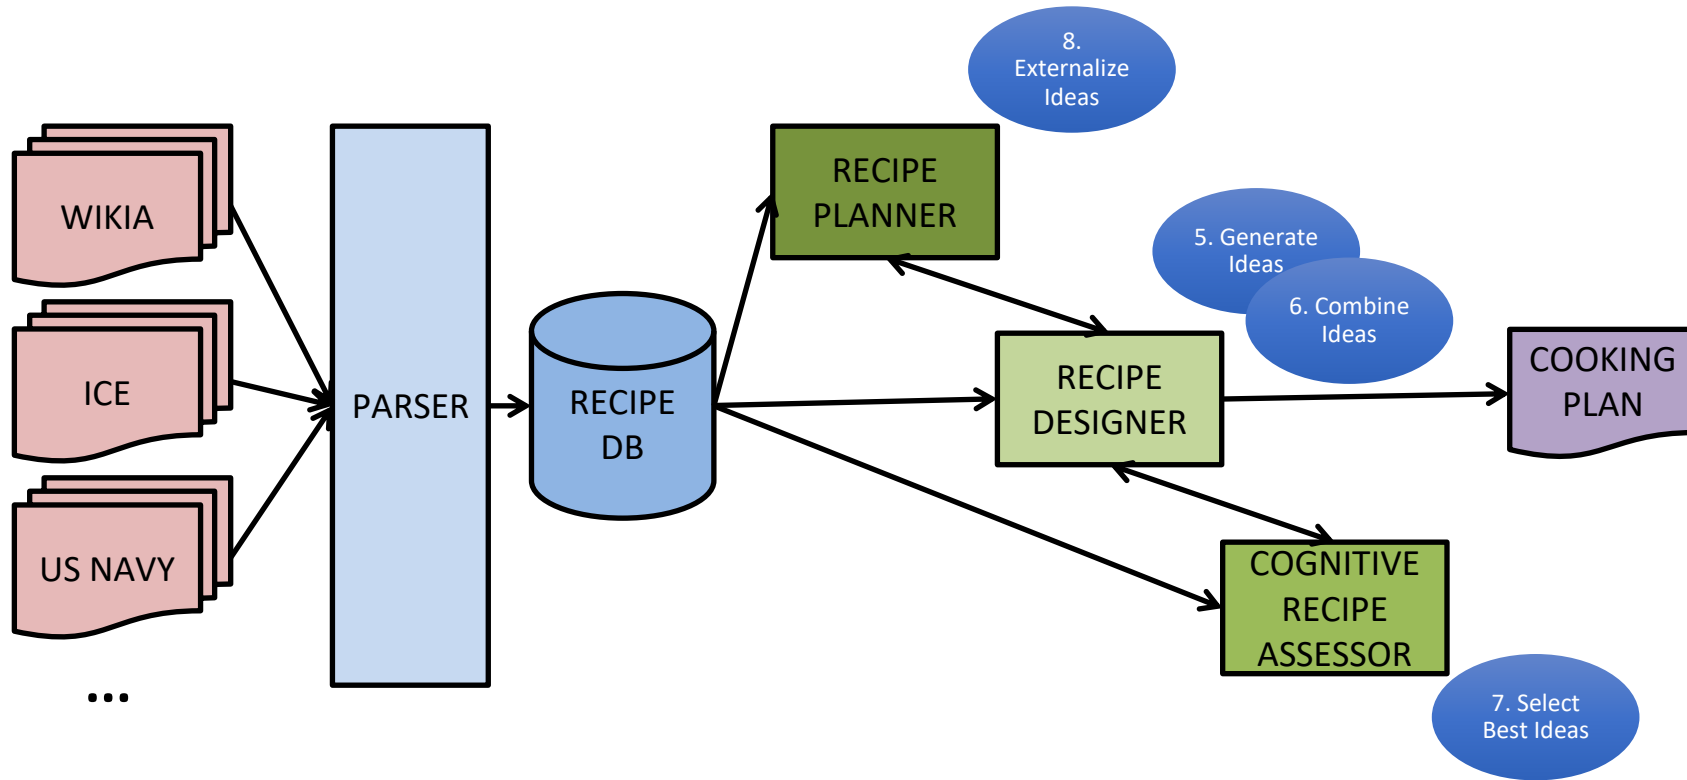 8.
Externalize
Ideas
WIKIA
RECIPE
PLANNER
5. Generate
Ideas
6. Combine
Ideas
ICE
PARSER
RECIPE
DB
RECIPE
DESIGNER
COOKING
PLAN
US NAVY
COGNITIVE
RECIPE
ASSESSOR
...
7. Select
Best Ideas